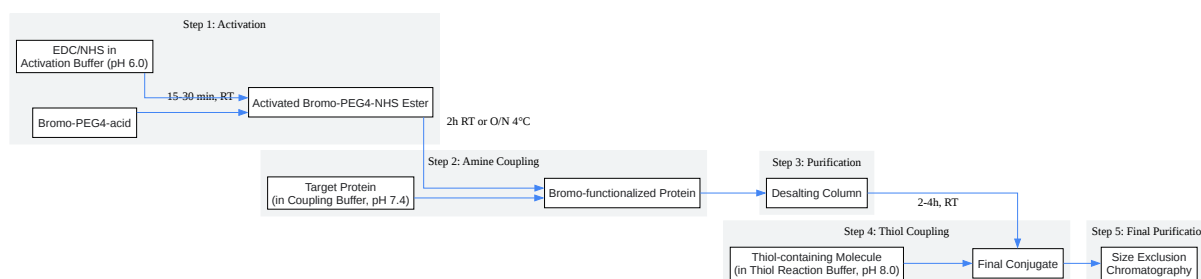 Step 1: Activation
EDC/NHS in
Activation Buffer (pH 6.0)
15-30 min, RT
Activated Bromo-PEG4-NHS Ester
Bromo-PEG4-acid
2h RT or O/N 4°C
Step 2: Amine Coupling
Target Protein
(in Coupling Buffer, pH 7.4)
Bromo-functionalized Protein
Step 3: Purification
Desalting Column
2-4h, RT
Step 4: Thiol Coupling
Thiol-containing Molecule
(in Thiol Reaction Buffer, pH 8.0)
Final Conjugate
Step 5: Final Purification
Size Exclusion
Chromatography